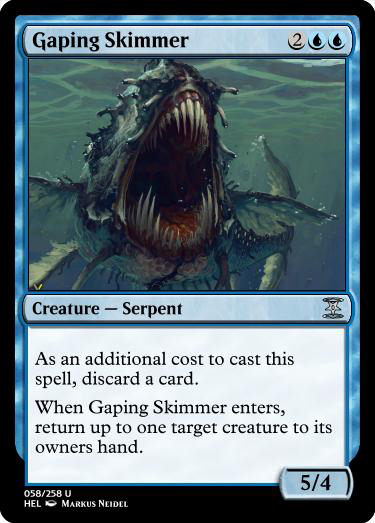 Gaping Skimmer 2
Creature — Serpent
As an additional cost to cast this
spell, discard a card.
When Gaping Skimmer enters,
return up to one target creature to its
owners hand.
5/4
058/258 U
HEL Markus Neidel